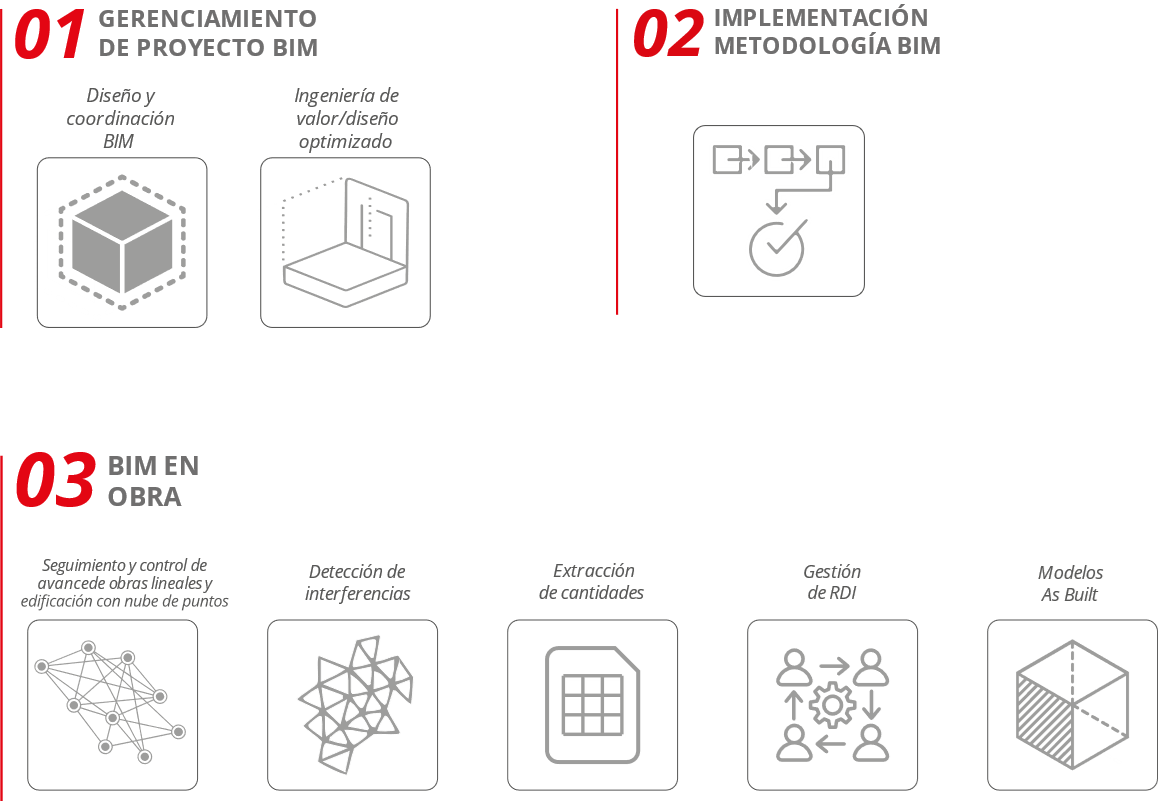 01 GERENCIAMIENTO
DE PROYECTO BIM
Diseño y
coordinación
BIM
Ingeniería de
valor/diseño
optimizado
02 IMPLEMENTACIÓN
METODOLOGÍA BIM
03 BIM EN
OBRA
Seguimiento y control de
avancede obras lineales y
edificación con nube de puntos
Detección de
interferencias
Extracción
de cantidades
Gestión
de RDI
Modelos
As Built